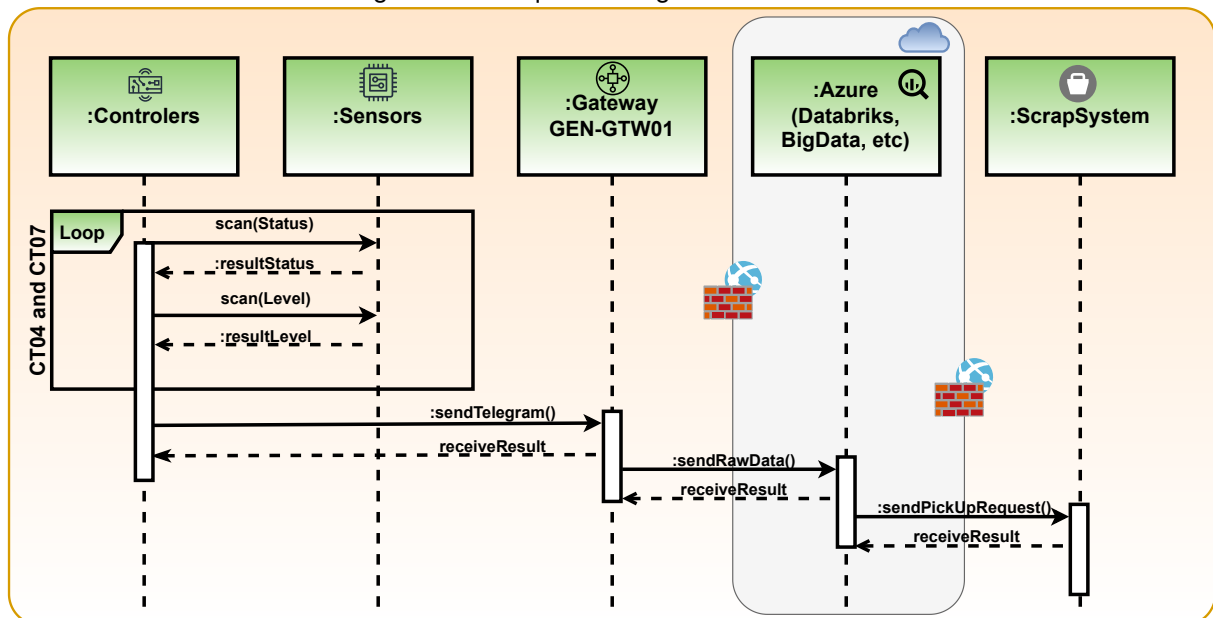 :Controlers
:Sensors
:Gateway
GEN-GTW01
:Azure
(Databriks,
BigData, etc)
:ScrapSystem
CT04 and CT07
Loop
scan(Status)
:resultStatus
scan(Level)
:resultLevel
:sendTelegram()
receiveResult
:sendRawData()
receiveResult
:sendPickUpRequest()
receiveResult